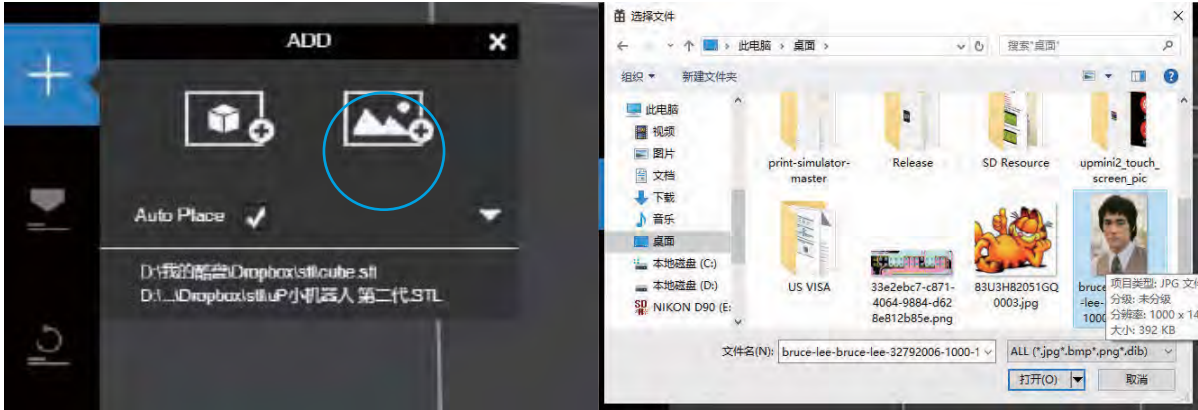 ADD
Auto Place
D:\我的酷盘\Dropbox\stl\cube.stl
D:\...\Dropbox\stl\uP小机器人 第二代.STL
选择文件
此电脑 › 桌面 ›
搜索"桌面"
组织
新建文件夹
此电脑
视频
图片
文档
下载
音乐
桌面
本地磁盘 (C:)
本地磁盘 (D:)
NIKON D90 (E:
print-simulator-
master
Release
SD Resource
upmini2_touch_
screen_pic
US VISA
33e2ebc7-c871-
4064-9884-d62
8e812b85e.png
83U3H82051GQ
0003.jpg
bruce
-lee-
1000
项目类型: JPG 文件
分级: 未分级
分辨率: 1000 x 14
大小: 392 KB
文件名(N):
bruce-lee-bruce-lee-32792006-1000-1
ALL (*.jpg*.bmp*.png*.dib)
打开(O)
取消